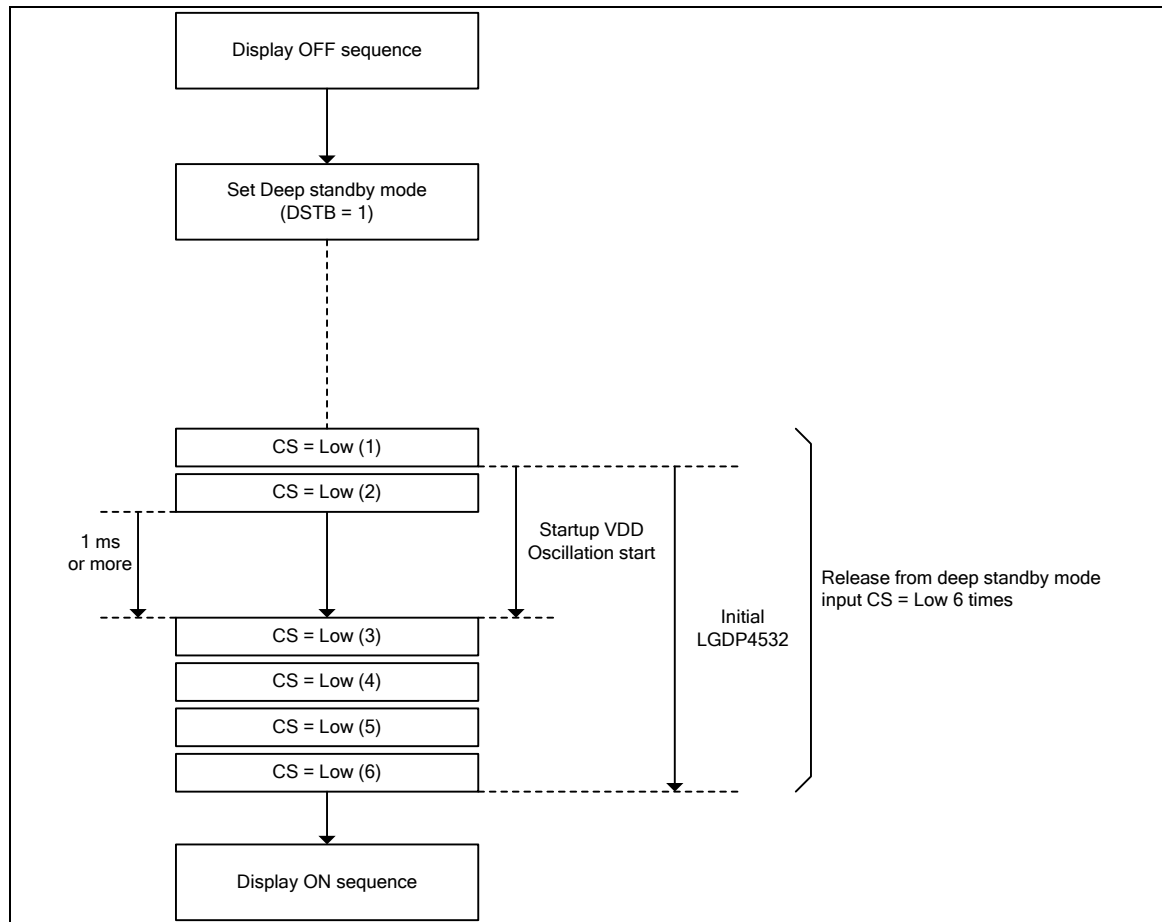 Display OFF sequence
Set Deep standby mode
(DSTB = 1)
CS = Low (1)
CS = Low (2)
1 ms
or more
Startup VDD
Oscillation start
Release from deep standby mode
input CS = Low 6 times
Initial
LGDP4532
CS = Low (3)
CS = Low (4)
CS = Low (5)
CS = Low (6)
Display ON sequence